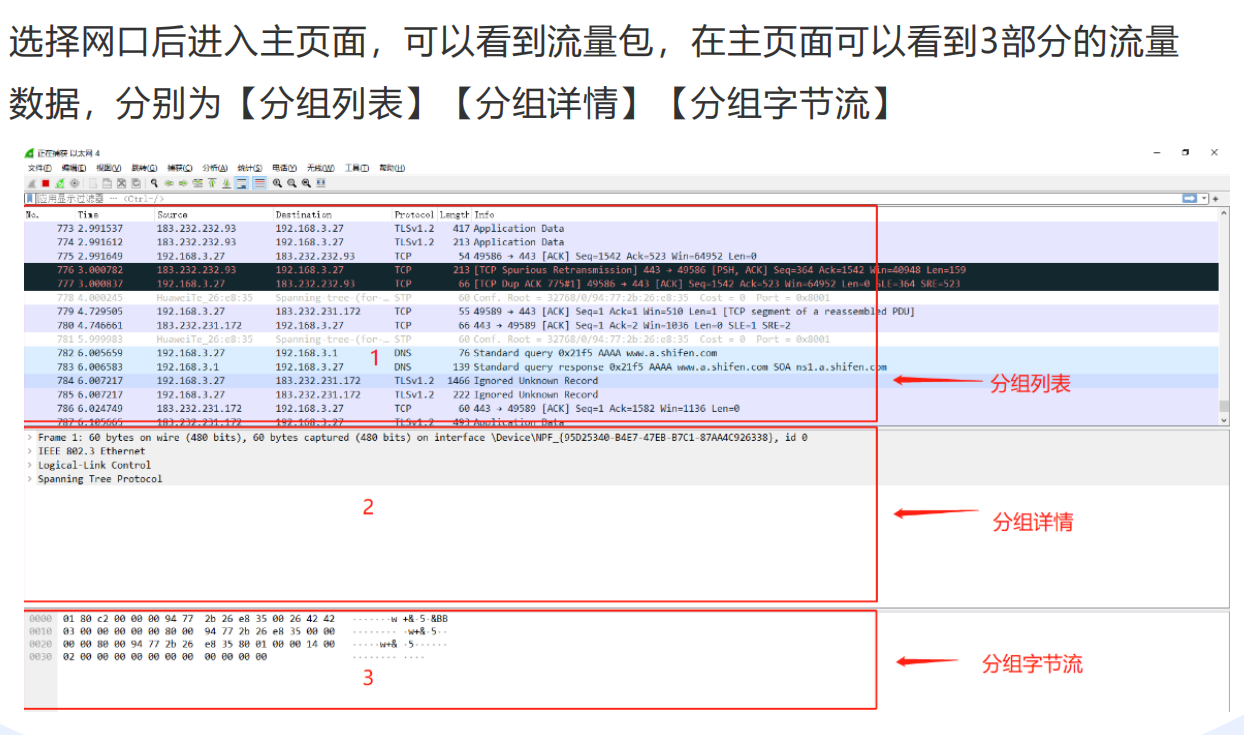 选择网口后进入主页面，可以看到流量包，在主页面可以看到3部分的流量
数据，分别为【分组列表】【分组详情】【分组字节流】
正在捕获 以太网 4
文件(F) 编辑(E) 视图(V) 跳转(G) 捕获(C) 分析(A) 统计(S) 电话(Y) 无线(W) 工具(T) 帮助(H)
应用显示过滤器 … <Ctrl-/>
No. Time Source Destination Protocol Length Info
773 2.991537 183.232.232.93 192.168.3.27 TLSv1.2 417 Application Data
774 2.991612 183.232.232.93 192.168.3.27 TLSv1.2 213 Application Data
775 2.991649 192.168.3.27 183.232.232.93 TCP 54 49586 → 443 [ACK] Seq=1542 Ack=523 Win=64952 Len=0
776 3.000782 183.232.232.93 192.168.3.27 TCP 213 [TCP Spurious Retransmission] 443 → 49586 [PSH, ACK] Seq=364 Ack=1542 Win=40948 Len=159
777 3.000837 192.168.3.27 183.232.232.93 TCP 66 [TCP Dup ACK 775#1] 49586 → 443 [ACK] Seq=1542 Ack=523 Win=64952 Len=0 SLE=364 SRE=523
778 4.000245 HuaweiTe_26:e8:35 Spanning-tree-(for-… STP 60 Conf. Root = 32768/0/94:77:2b:26:e8:35 Cost = 0 Port = 0x8001
779 4.729505 192.168.3.27 183.232.231.172 TCP 55 49589 → 443 [ACK] Seq=1 Ack=1 Win=510 Len=1 [TCP segment of a reassembled PDU]
780 4.746661 183.232.231.172 192.168.3.27 TCP 66 443 → 49589 [ACK] Seq=1 Ack=2 Win=1036 Len=0 SLE=1 SRE=2
781 5.999983 HuaweiTe_26:e8:35 Spanning-tree-(for-… STP 60 Conf. Root = 32768/0/94:77:2b:26:e8:35 Cost = 0 Port = 0x8001
782 6.005659 192.168.3.27 192.168.3.1 DNS 76 Standard query 0x21f5 AAAA www.a.shifen.com
783 6.006583 192.168.3.1 192.168.3.27 DNS 139 Standard query response 0x21f5 AAAA www.a.shifen.com SOA ns1.a.shifen.com
784 6.007217 192.168.3.27 183.232.231.172 TLSv1.2 1466 Ignored Unknown Record
785 6.007217 192.168.3.27 183.232.231.172 TLSv1.2 222 Ignored Unknown Record
786 6.024749 183.232.231.172 192.168.3.27 TCP 60 443 → 49589 [ACK] Seq=1 Ack=1582 Win=1136 Len=0
787 6.105665 183.232.231.172 192.168.3.27 TLSv1.2 493 Application Data
1
分组列表
Frame 1: 60 bytes on wire (480 bits), 60 bytes captured (480 bits) on interface \Device\NPF_{95D25340-B4E7-47EB-B7C1-87AA4C926338}, id 0
IEEE 802.3 Ethernet
Logical-Link Control
Spanning Tree Protocol
2
分组详情
0000 01 80 c2 00 00 00 94 77 2b 26 e8 35 00 26 42 42 ·······w +&·5·&BB
0010 03 00 00 00 00 00 80 00 94 77 2b 26 e8 35 00 00 ········ ·w+&·5··
0020 00 00 80 00 94 77 2b 26 e8 35 80 01 00 00 14 00 ·····w+& ·5······
0030 02 00 00 00 00 00 00 00 00 00 00 00 ········ ····
3
分组字节流